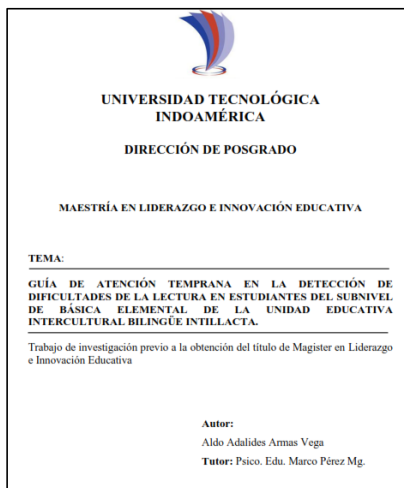 UNIVERSIDAD TECNOLÓGICA
INDOAMÉRICA
DIRECCIÓN DE POSGRADO
MAESTRÍA EN LIDERAZGO E INNOVACIÓN EDUCATIVA
TEMA:
GUÍA DE ATENCIÓN TEMPRANA EN LA DETECCIÓN DE
DIFICULTADES DE LA LECTURA EN ESTUDIANTES DEL SUBNIVEL
DE BÁSICA ELEMENTAL DE LA UNIDAD EDUCATIVA
INTERCULTURAL BILINGÜE INTILLACTA.
Trabajo de investigación previo a la obtención del título de Magister en Liderazgo
e Innovación Educativa
Autor:
Aldo Adalides Armas Vega
Tutor: Psico. Edu. Marco Pérez Mg.